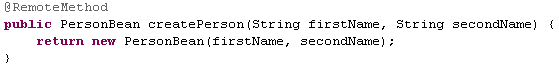 @RemoteMethod
public PersonBean createPerson(String firstName, String secondName) {
    return new PersonBean(firstName, secondName);
}